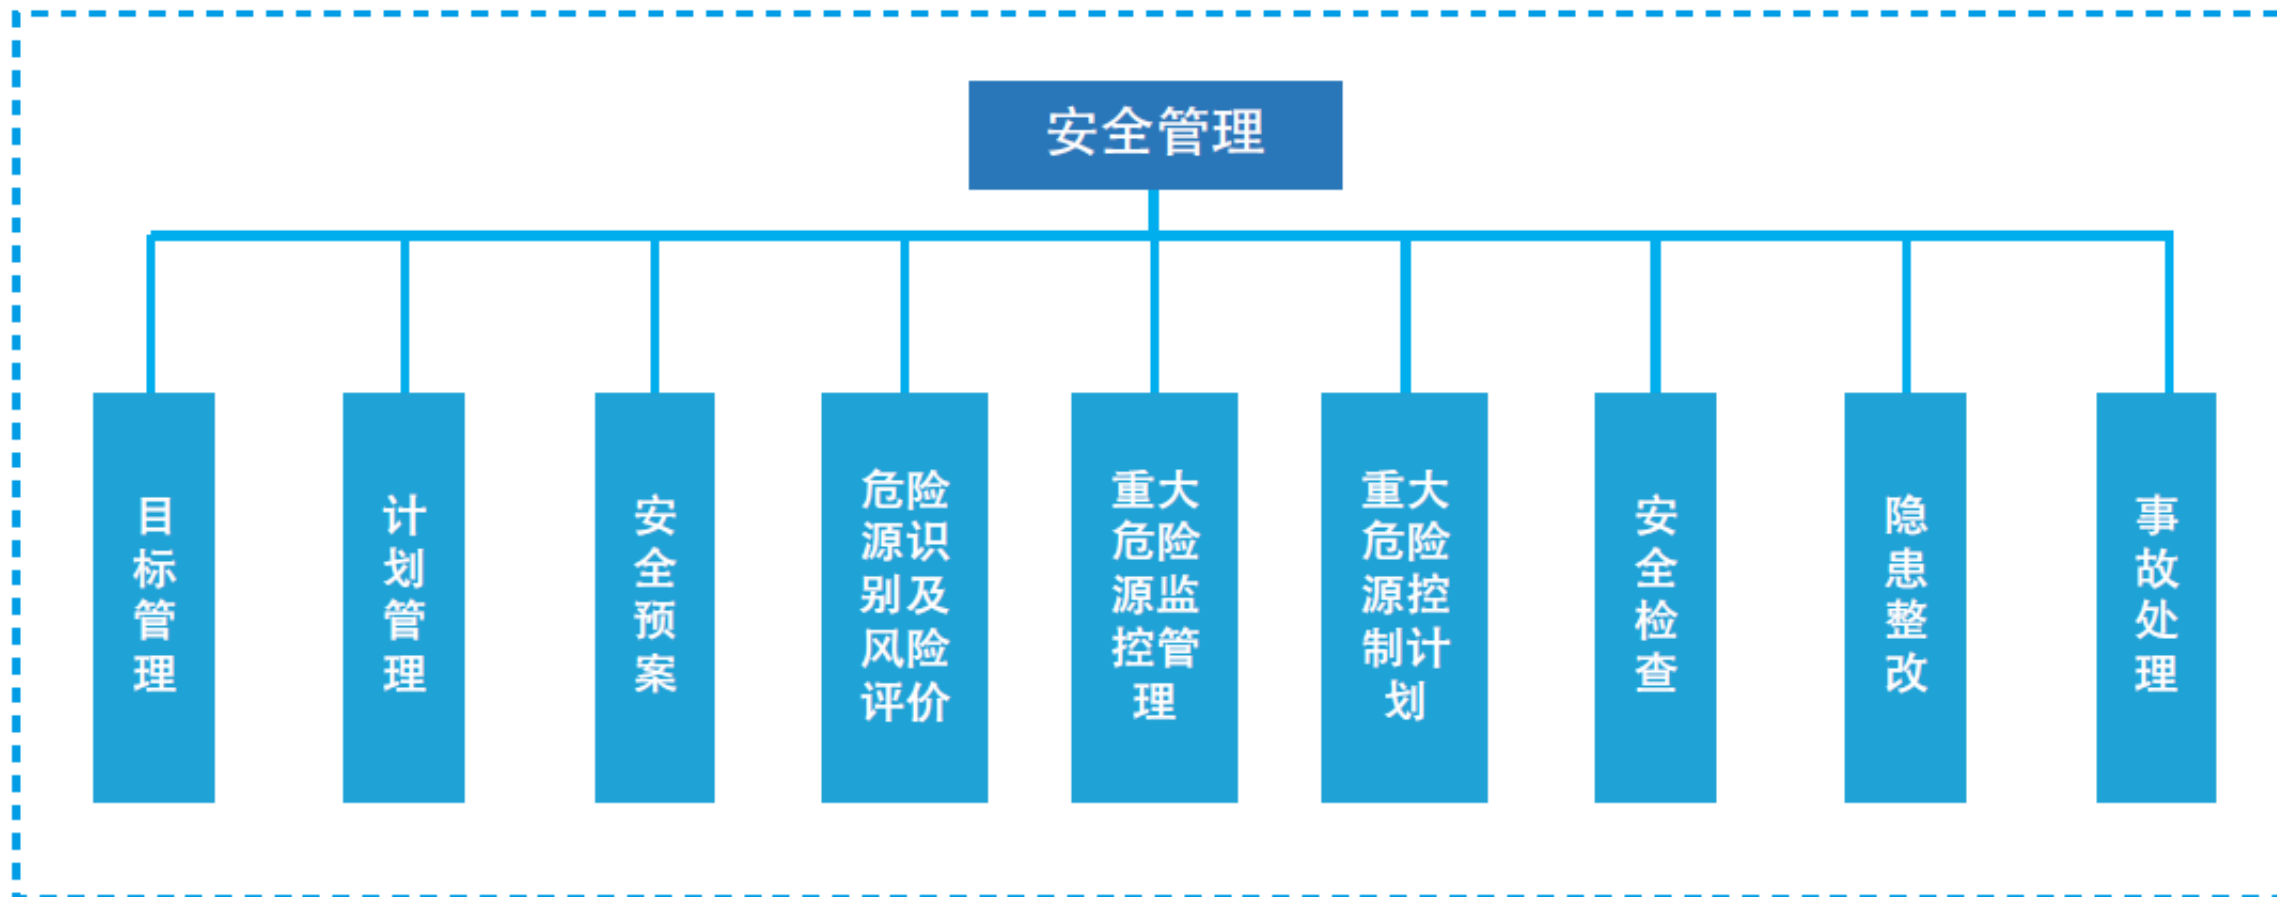 安全管理
目标管理
计划管理
安全预案
危险
源识
别及
风险
评价
重大
危险
源监
控管
理
重大
危险
源控
制计
划
安全检查
隐患整改
事故处理